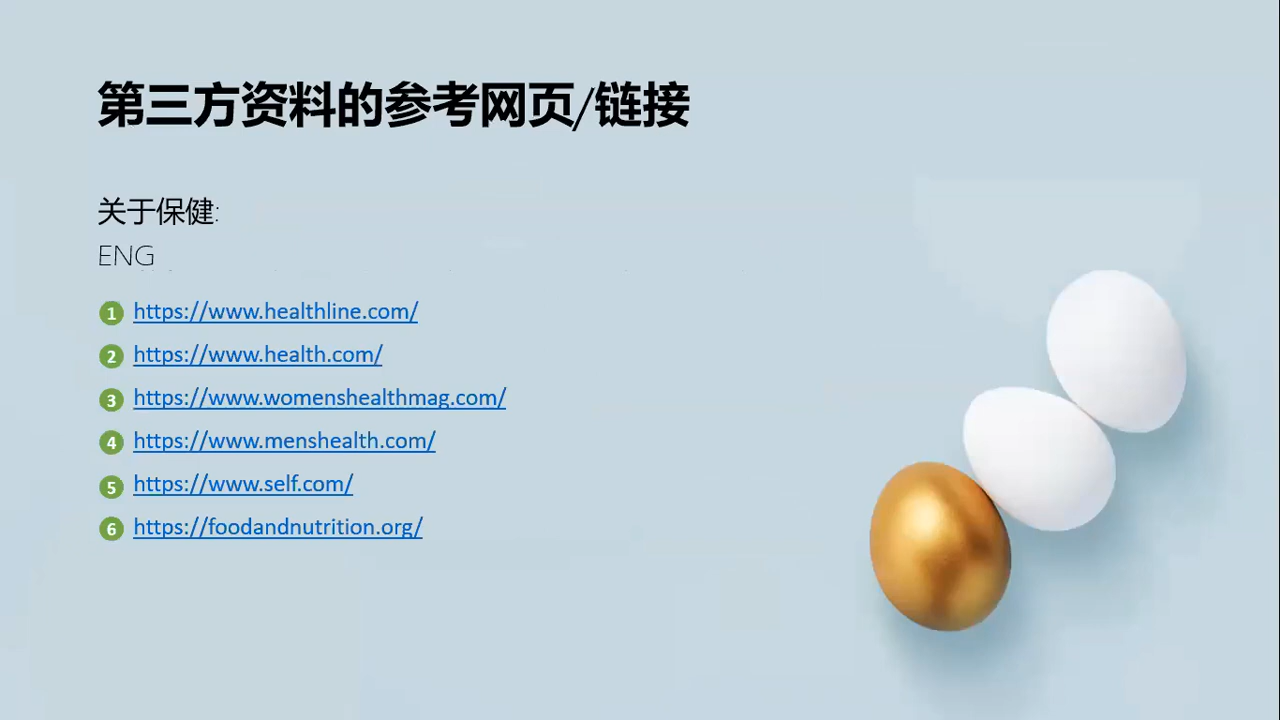 第三方资料的参考网页/链接
关于保健:
ENG
1 https://www.healthline.com/
2 https://www.health.com/
3 https://www.womenshealthmag.com/
4 https://www.menshealth.com/
5 https://www.self.com/
6 https://foodandnutrition.org/